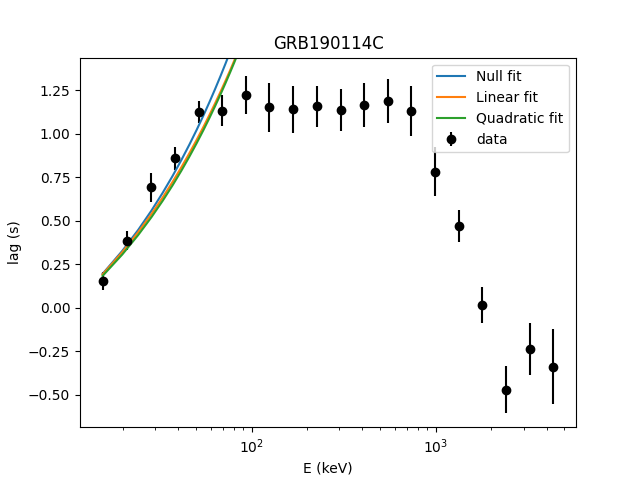 GRB190114C
Null fit
Linear fit
Quadratic fit
data
lag (s)
1.25
1.00
0.75
0.50
0.25
0.00
−0.25
−0.50
10²
10³
E (keV)